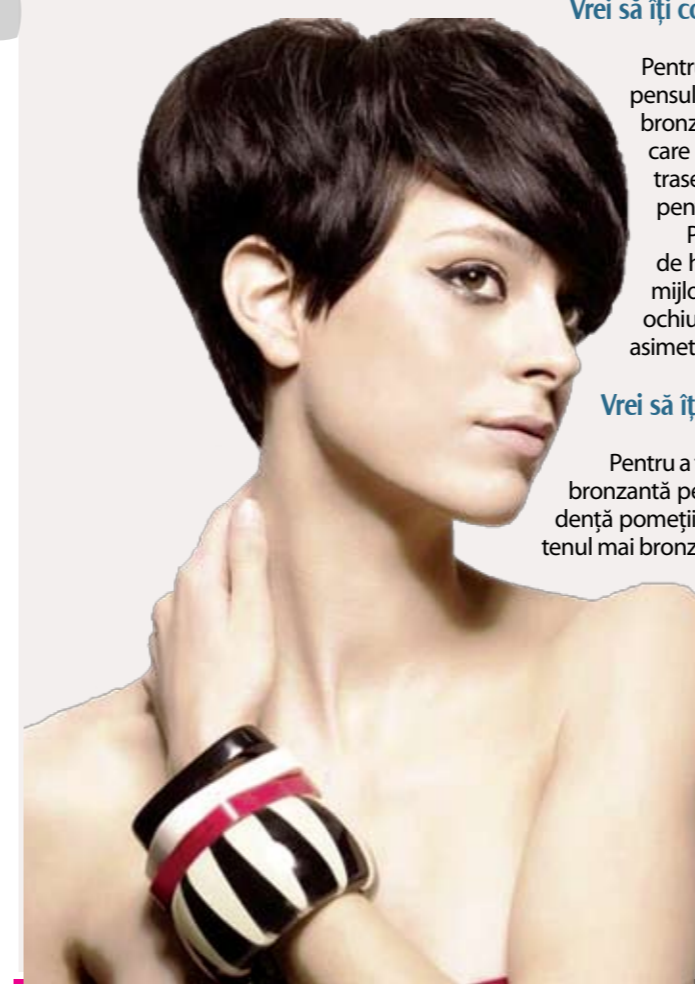 Vrei să îți co
Pentru
pensul
bronz
care
trase
pen
P
de h
mijlo
ochiu
asimet
Vrei să îț
Pentru a
bronzantă pe
dență pomeții
tenul mai bronz